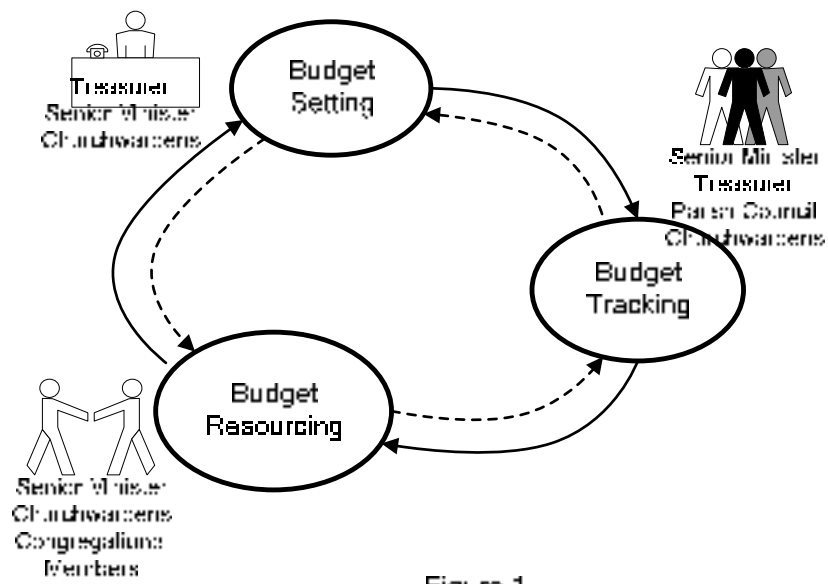 Budget
Setting
Treasurer
Senior Minister
Churchwardens
Senior Minister
Treasurer
Parish Council
Churchwardens
Budget
Tracking
Budget
Resourcing
Senior Minister
Churchwardens
Congregations
Members
Figure 1